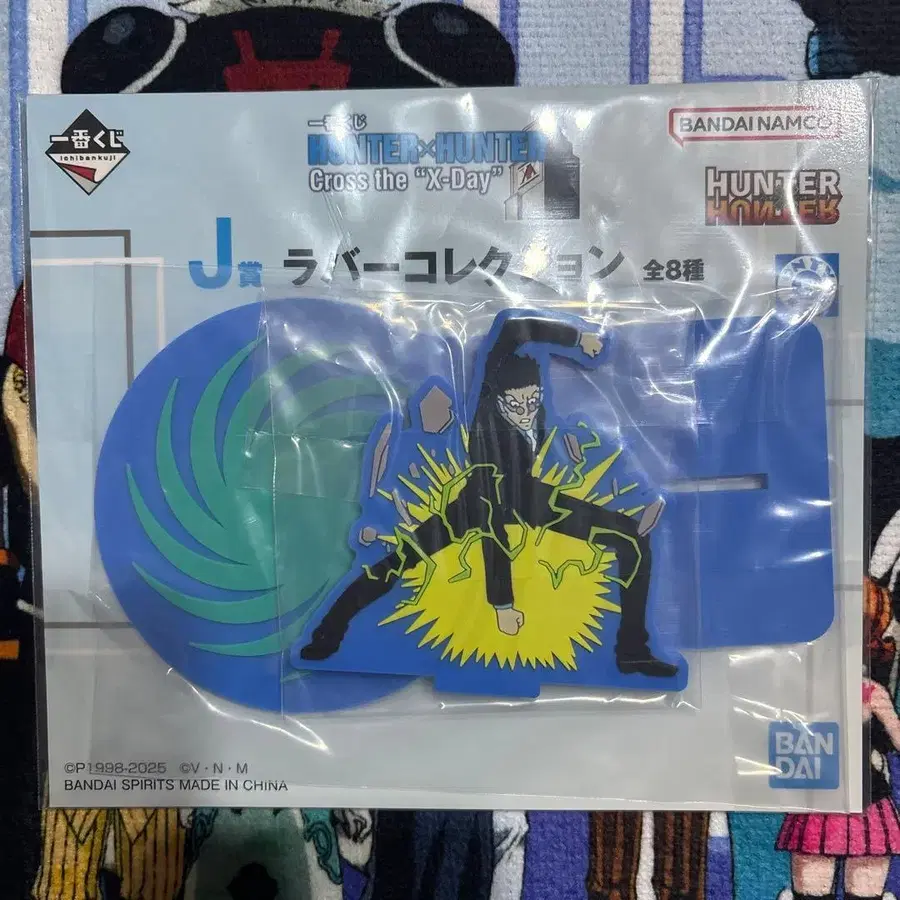 一番くじ
ichibankuji
一番くじ
HUNTER×HUNTER
Cross the "X-Day"
BANDAI NAMCO
HUNTER
HUNTER
J賞 ラバーコレクション 全8種
©P1998-2025 ©V・N・M
BANDAI SPIRITS MADE IN CHINA
BAN
DAI